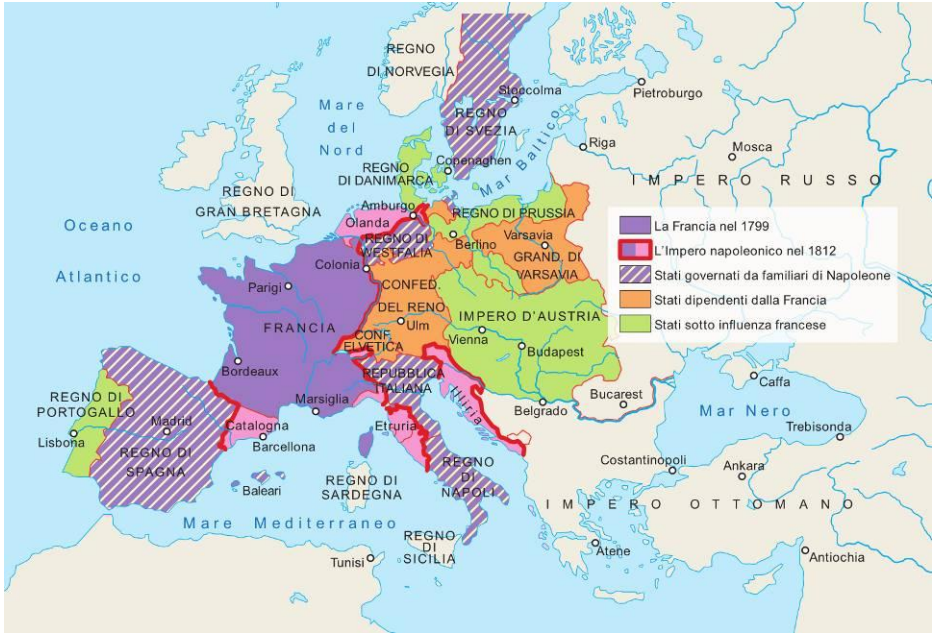 REGNO
DI NORVEGIA
Stoccolma
Pietroburgo
Mare
del
Nord
REGNO
DI SVEZIA
Mar Baltico
Riga
Mosca
IMPERO RUSSO
REGNO
DI DANIMARCA
Copenaghen
REGNO DI
GRAN BRETAGNA
Amburgo
Olanda
REGNO DI PRUSSIA
Berlino
Varsavia
GRAND. DI
VARSAVIA
REGNO DI
WESTFALIA
Colonia
Oceano
Atlantico
Parigi
FRANCIA
CONFED.
DEL RENO
Ulm
IMPERO D'AUSTRIA
Vienna
Budapest
CONF.
ELVETICA
Bordeaux
REPUBBLICA
ITALIANA
Marsiglia
Illiria
Belgrado
Bucarest
Caffa
Mar Nero
Trebisonda
REGNO DI
PORTOGALLO
Lisbona
Madrid
REGNO DI
SPAGNA
Catalogna
Barcellona
Baleari
Etruria
REGNO DI
SARDEGNA
REGNO
DI
NAPOLI
Costantinopoli
Ankara
IMPERO OTTOMANO
Mare Mediterraneo
REGNO
DI
SICILIA
Tunisi
Atene
Antiochia
La Francia nel 1799
L'Impero napoleonico nel 1812
Stati governati da familiari di Napoleone
Stati dipendenti dalla Francia
Stati sotto influenza francese